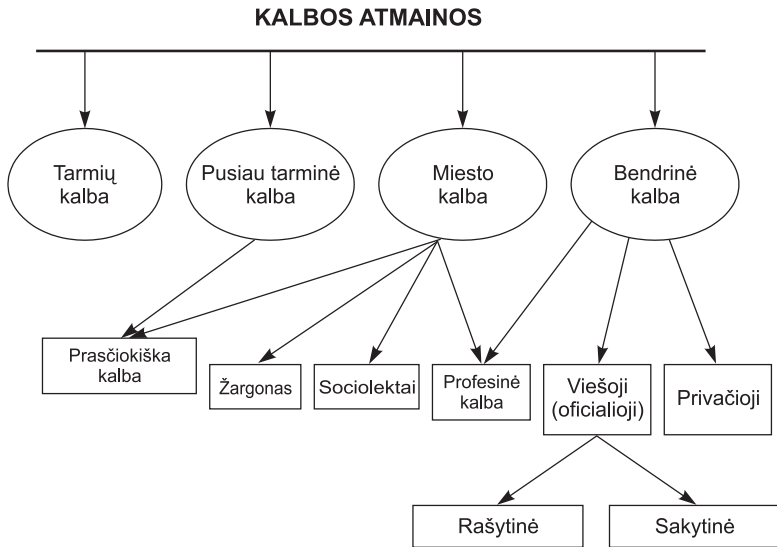 KALBOS ATMAINOS
Tarmių
kalba
Pusiau tarminė
kalba
Miesto
kalba
Bendrinė
kalba
Prasčiokiška
kalba
Žargonas
Sociolektai
Profesinė
kalba
Viešoji
(oficialioji)
Privačioji
Rašytinė
Sakytinė